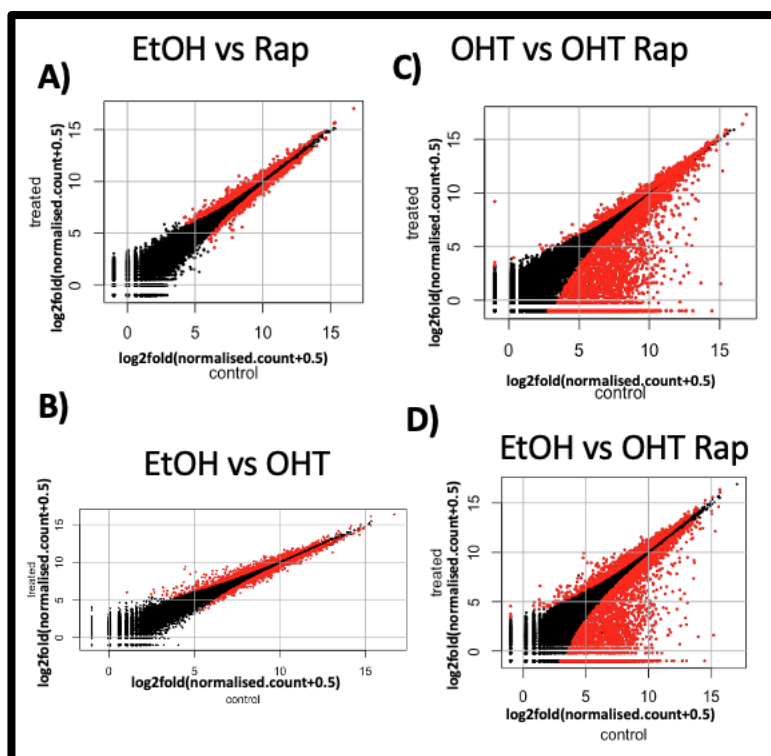 EtOH vs Rap
A)
treated
log2fold(normalised.count+0.5)
15
10
5
0
0 5 10 15
log2fold(normalised.count+0.5)
control
B)
EtOH vs OHT
treated
log2fold(normalised.count+0.5)
15
10
5
0
0 5 10 15
log2fold(normalised.count+0.5)
control
C)
OHT vs OHT Rap
treated
log2fold(normalised.count+0.5)
15
10
5
0
0 5 10 15
log2fold(normalised.count+0.5)
control
D)
EtOH vs OHT Rap
treated
log2fold(normalised.count+0.5)
15
10
5
0
0 5 10 15
log2fold(normalised.count+0.5)
control